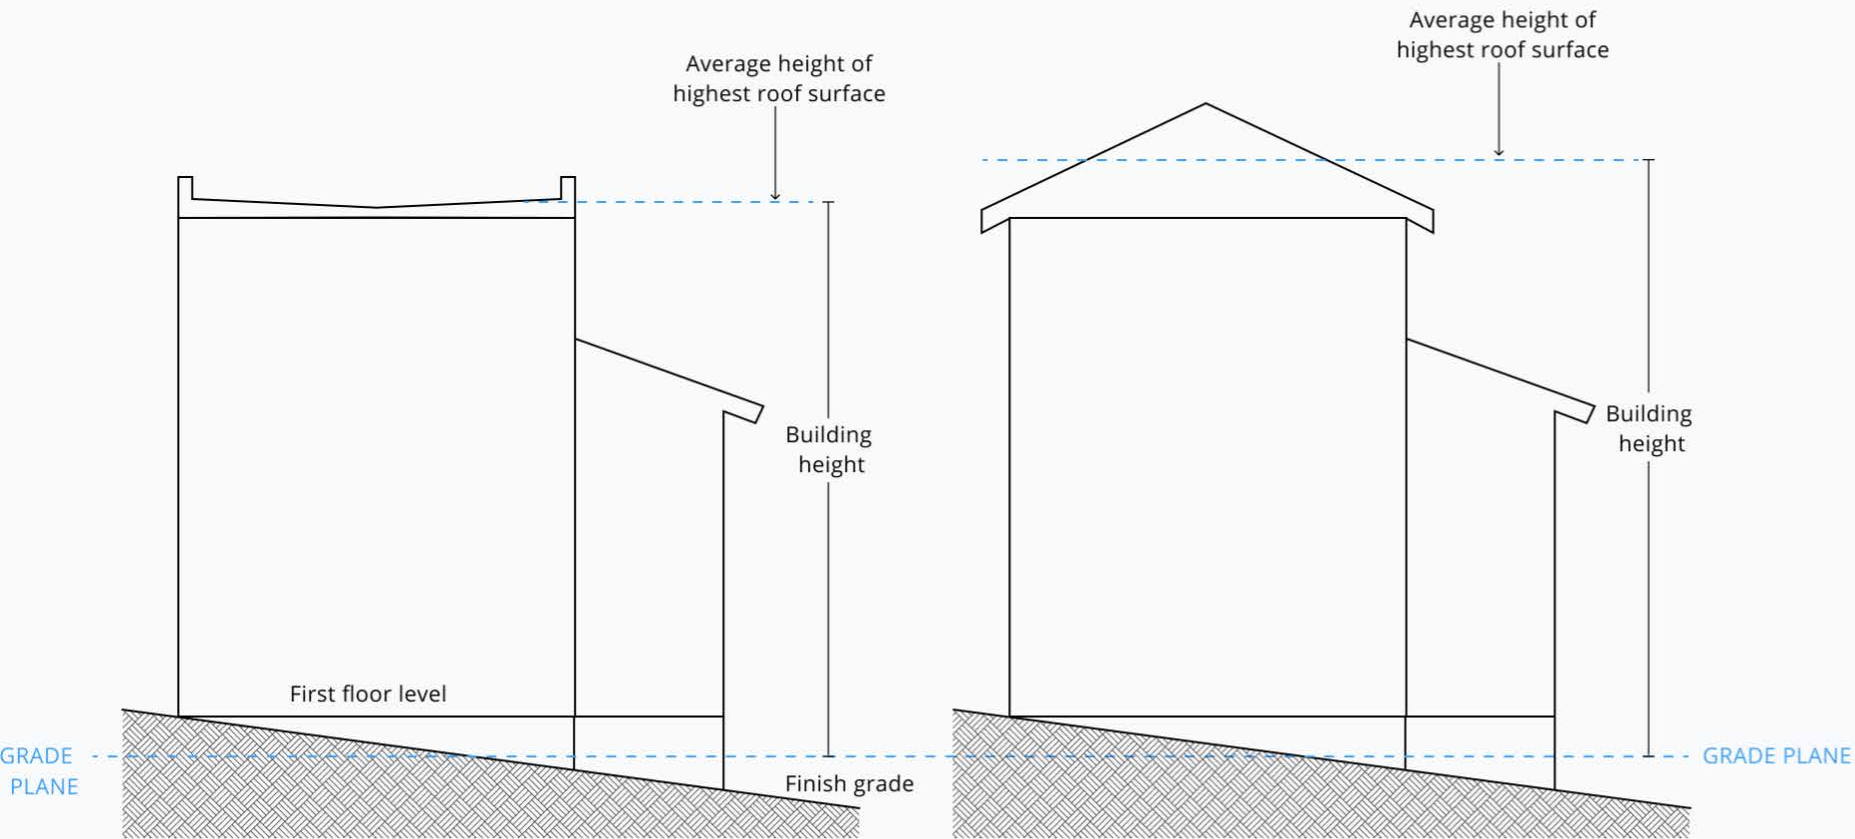 Average height of
highest roof surface
Average height of
highest roof surface
Building
height
Building
height
First floor level
GRADE
PLANE
Finish grade
GRADE PLANE